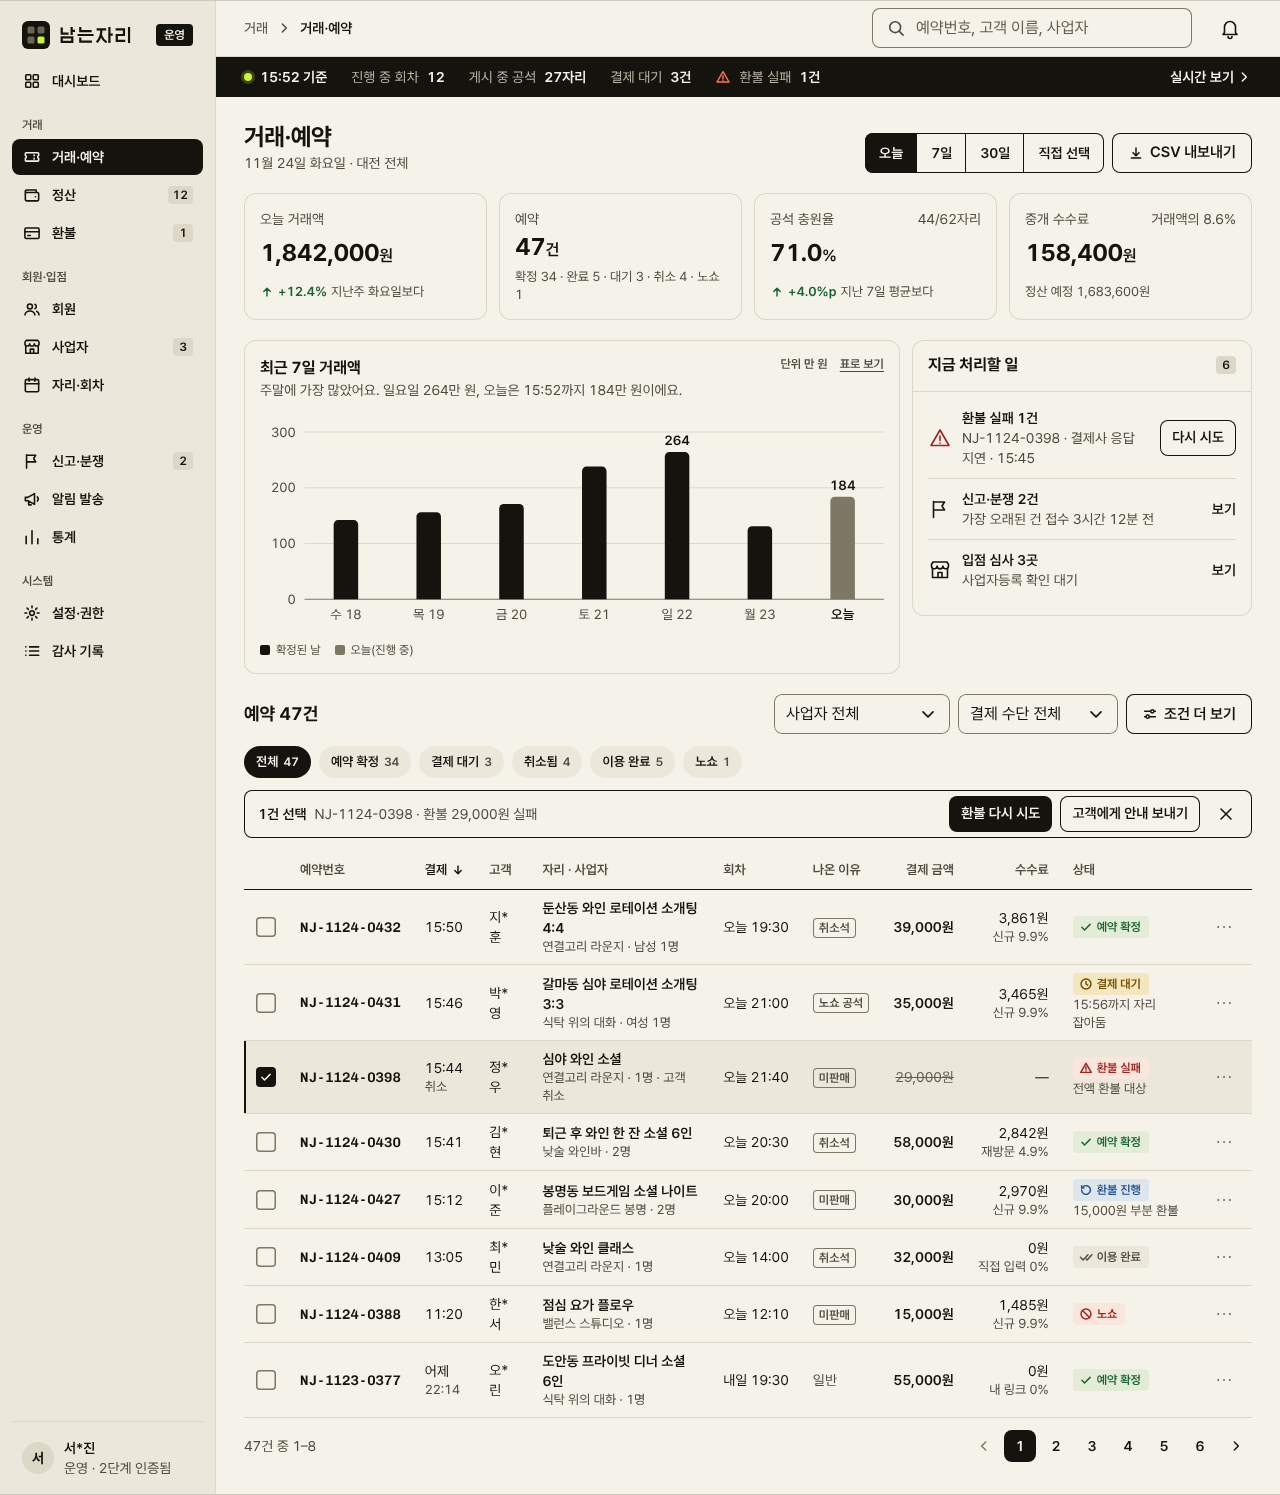 남는자리 운영
대시보드
거래
거래·예약
정산 12
환불 1
회원·입점
회원
사업자 3
자리·회차
운영
신고·분쟁 2
알림 발송
통계
시스템
설정·권한
감사 기록
서
서*진
운영 · 2단계 인증됨
거래 > 거래·예약
예약번호, 고객 이름, 사업자
15:52 기준 진행 중 회차 12 게시 중 공석 27자리 결제 대기 3건 환불 실패 1건 실시간 보기
거래·예약
11월 24일 화요일 · 대전 전체
오늘 7일 30일 직접 선택 CSV 내보내기
오늘 거래액
1,842,000원
+12.4% 지난주 화요일보다
예약
47건
확정 34 · 완료 5 · 대기 3 · 취소 4 · 노쇼
1
공석 충원율 44/62자리
71.0%
+4.0%p 지난 7일 평균보다
중개 수수료 거래액의 8.6%
158,400원
정산 예정 1,683,600원
최근 7일 거래액 단위 만 원 표로 보기
주말에 가장 많았어요. 일요일 264만 원, 오늘은 15:52까지 184만 원이에요.
300
200
100
0
264
184
수 18 목 19 금 20 토 21 일 22 월 23 오늘
확정된 날 오늘(진행 중)
지금 처리할 일 6
환불 실패 1건
NJ-1124-0398 · 결제사 응답
지연 · 15:45
다시 시도
신고·분쟁 2건
가장 오래된 건 접수 3시간 12분 전
보기
입점 심사 3곳
사업자등록 확인 대기
보기
예약 47건 사업자 전체 결제 수단 전체 조건 더 보기
전체 47 예약 확정 34 결제 대기 3 취소됨 4 이용 완료 5 노쇼 1
1건 선택 NJ-1124-0398 · 환불 29,000원 실패 환불 다시 시도 고객에게 안내 보내기
예약번호 결제 고객 자리 · 사업자 회차 나온 이유 결제 금액 수수료 상태
NJ-1124-0432 15:50 지*
훈
둔산동 와인 로테이션 소개팅
4:4
연결고리 라운지 · 남성 1명
오늘 19:30 취소석 39,000원 3,861원
신규 9.9%
예약 확정 ···
NJ-1124-0431 15:46 박*
영
갈마동 심야 로테이션 소개팅
3:3
식탁 위의 대화 · 여성 1명
오늘 21:00 노쇼 공석 35,000원 3,465원
신규 9.9%
결제 대기
15:56까지 자리
잡아둠
···
NJ-1124-0398 15:44
취소
정*
우
심야 와인 소셜
연결고리 라운지 · 1명 · 고객
취소
오늘 21:40 미판매 29,000원 —
환불 실패
전액 환불 대상
···
NJ-1124-0430 15:41 김*
현
퇴근 후 와인 한 잔 소셜 6인
낮술 와인바 · 2명
오늘 20:30 취소석 58,000원 2,842원
재방문 4.9%
예약 확정 ···
NJ-1124-0427 15:12 이*
준
봉명동 보드게임 소셜 나이트
플레이그라운드 봉명 · 2명
오늘 20:00 미판매 30,000원 2,970원
신규 9.9%
환불 진행
15,000원 부분 환불
···
NJ-1124-0409 13:05 최*
민
낮술 와인 클래스
연결고리 라운지 · 1명
오늘 14:00 취소석 32,000원 0원
직접 입력 0%
이용 완료 ···
NJ-1124-0388 11:20 한*
서
점심 요가 플로우
밸런스 스튜디오 · 1명
오늘 12:10 미판매 15,000원 1,485원
신규 9.9%
노쇼 ···
NJ-1123-0377 어제
22:14
오*
린
도안동 프라이빗 디너 소셜
6인
식탁 위의 대화 · 1명
내일 19:30 일반 55,000원 0원
내 링크 0%
예약 확정 ···
47건 중 1–8 1 2 3 4 5 6